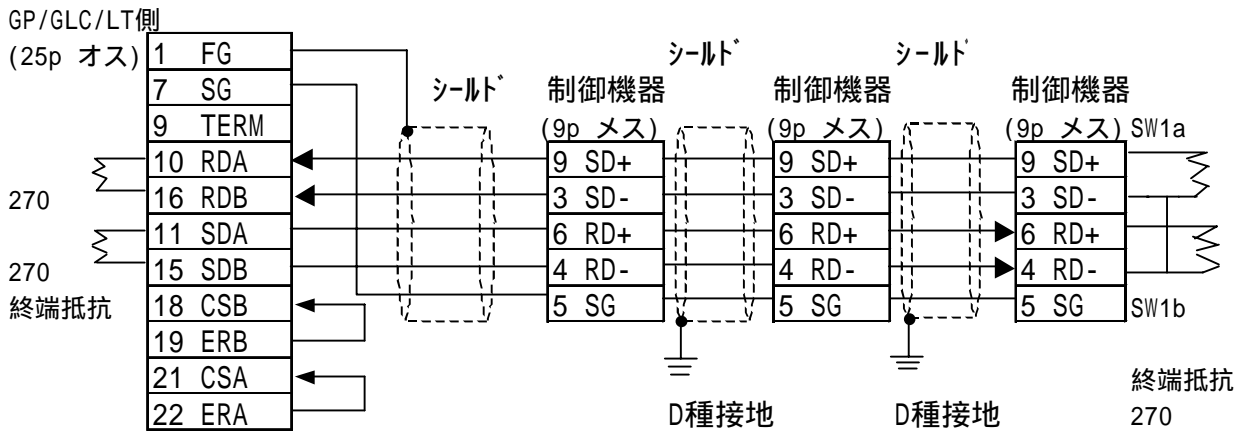 GP/GLC/LT側
(25p オス)
1 FG
7 SG
9 TERM
10 RDA
16 RDB
11 SDA
15 SDB
18 CSB
19 ERB
21 CSA
22 ERA
270
270
終端抵抗
シールド
制御機器
(9p メス)
9 SD+
3 SD-
6 RD+
4 RD-
5 SG
シールド
D種接地
制御機器
(9p メス)
9 SD+
3 SD-
6 RD+
4 RD-
5 SG
シールド
D種接地
制御機器
(9p メス)
9 SD+
3 SD-
6 RD+
4 RD-
5 SG
SW1a
SW1b
終端抵抗
270